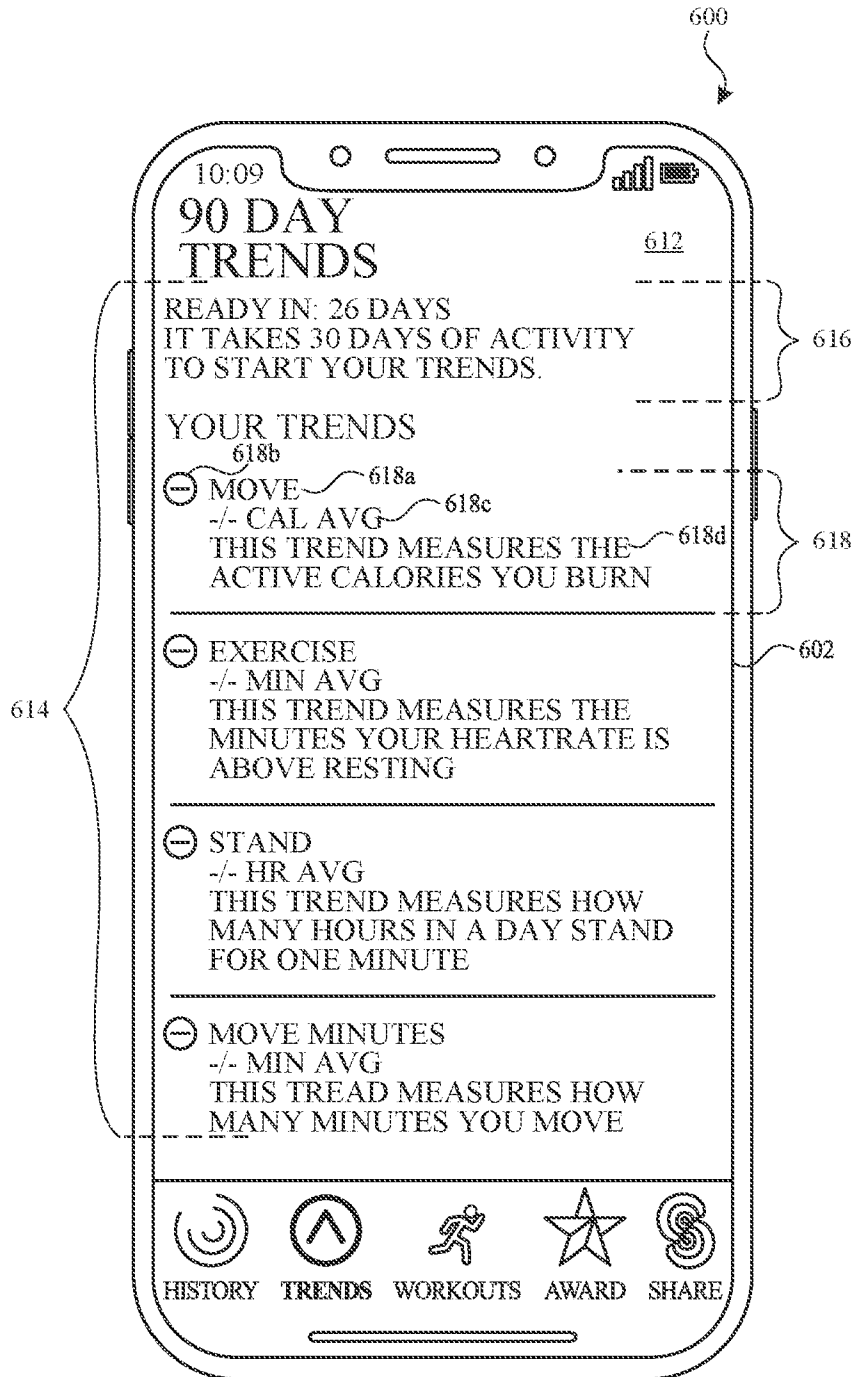 600
10:09
90 DAY
TRENDS
612
READY IN: 26 DAYS
IT TAKES 30 DAYS OF ACTIVITY
TO START YOUR TRENDS.
616
YOUR TRENDS
618b
MOVE
618a
-/- CAL AVG
618c
THIS TREND MEASURES THE
618d
ACTIVE CALORIES YOU BURN
618
EXERCISE
602
-/- MIN AVG
THIS TREND MEASURES THE
614
MINUTES YOUR HEARTRATE IS
ABOVE RESTING
STAND
-/- HR AVG
THIS TREND MEASURES HOW
MANY HOURS IN A DAY STAND
FOR ONE MINUTE
MOVE MINUTES
-/- MIN AVG
THIS TREAD MEASURES HOW
MANY MINUTES YOU MOVE
HISTORY TRENDS WORKOUTS AWARD SHARE